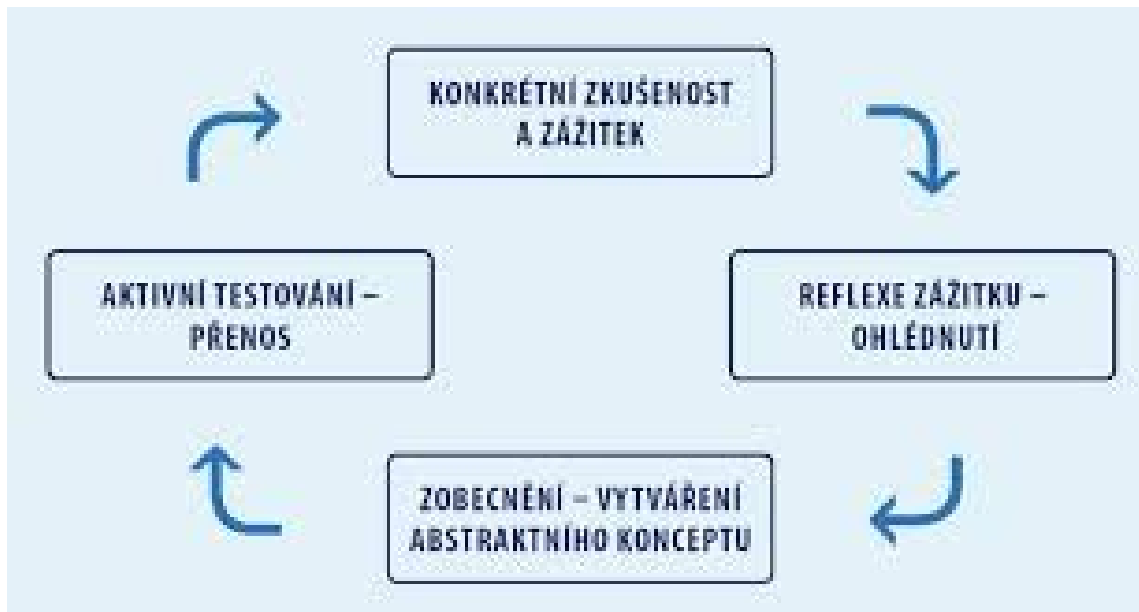 KONKRÉTNÍ ZKUŠENOST
A ZÁŽITEK
REFLEXE ZÁŽITKU –
OHLÉDNUTÍ
ZOBECNĚNÍ – VYTVÁŘENÍ
ABSTRAKTNÍHO KONCEPTU
AKTIVNÍ TESTOVÁNÍ –
PŘENOS